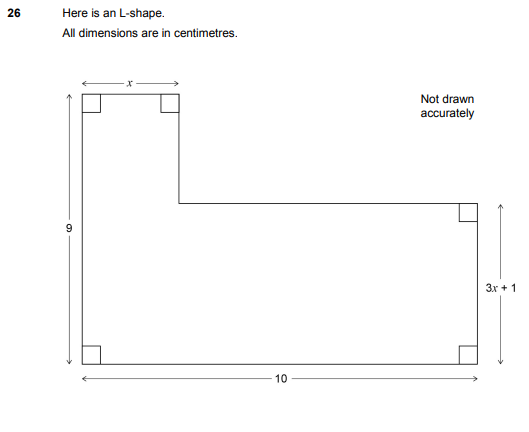 26 Here is an L-shape.
All dimensions are in centimetres.
x
Not drawn
accurately
9
3x + 1
10